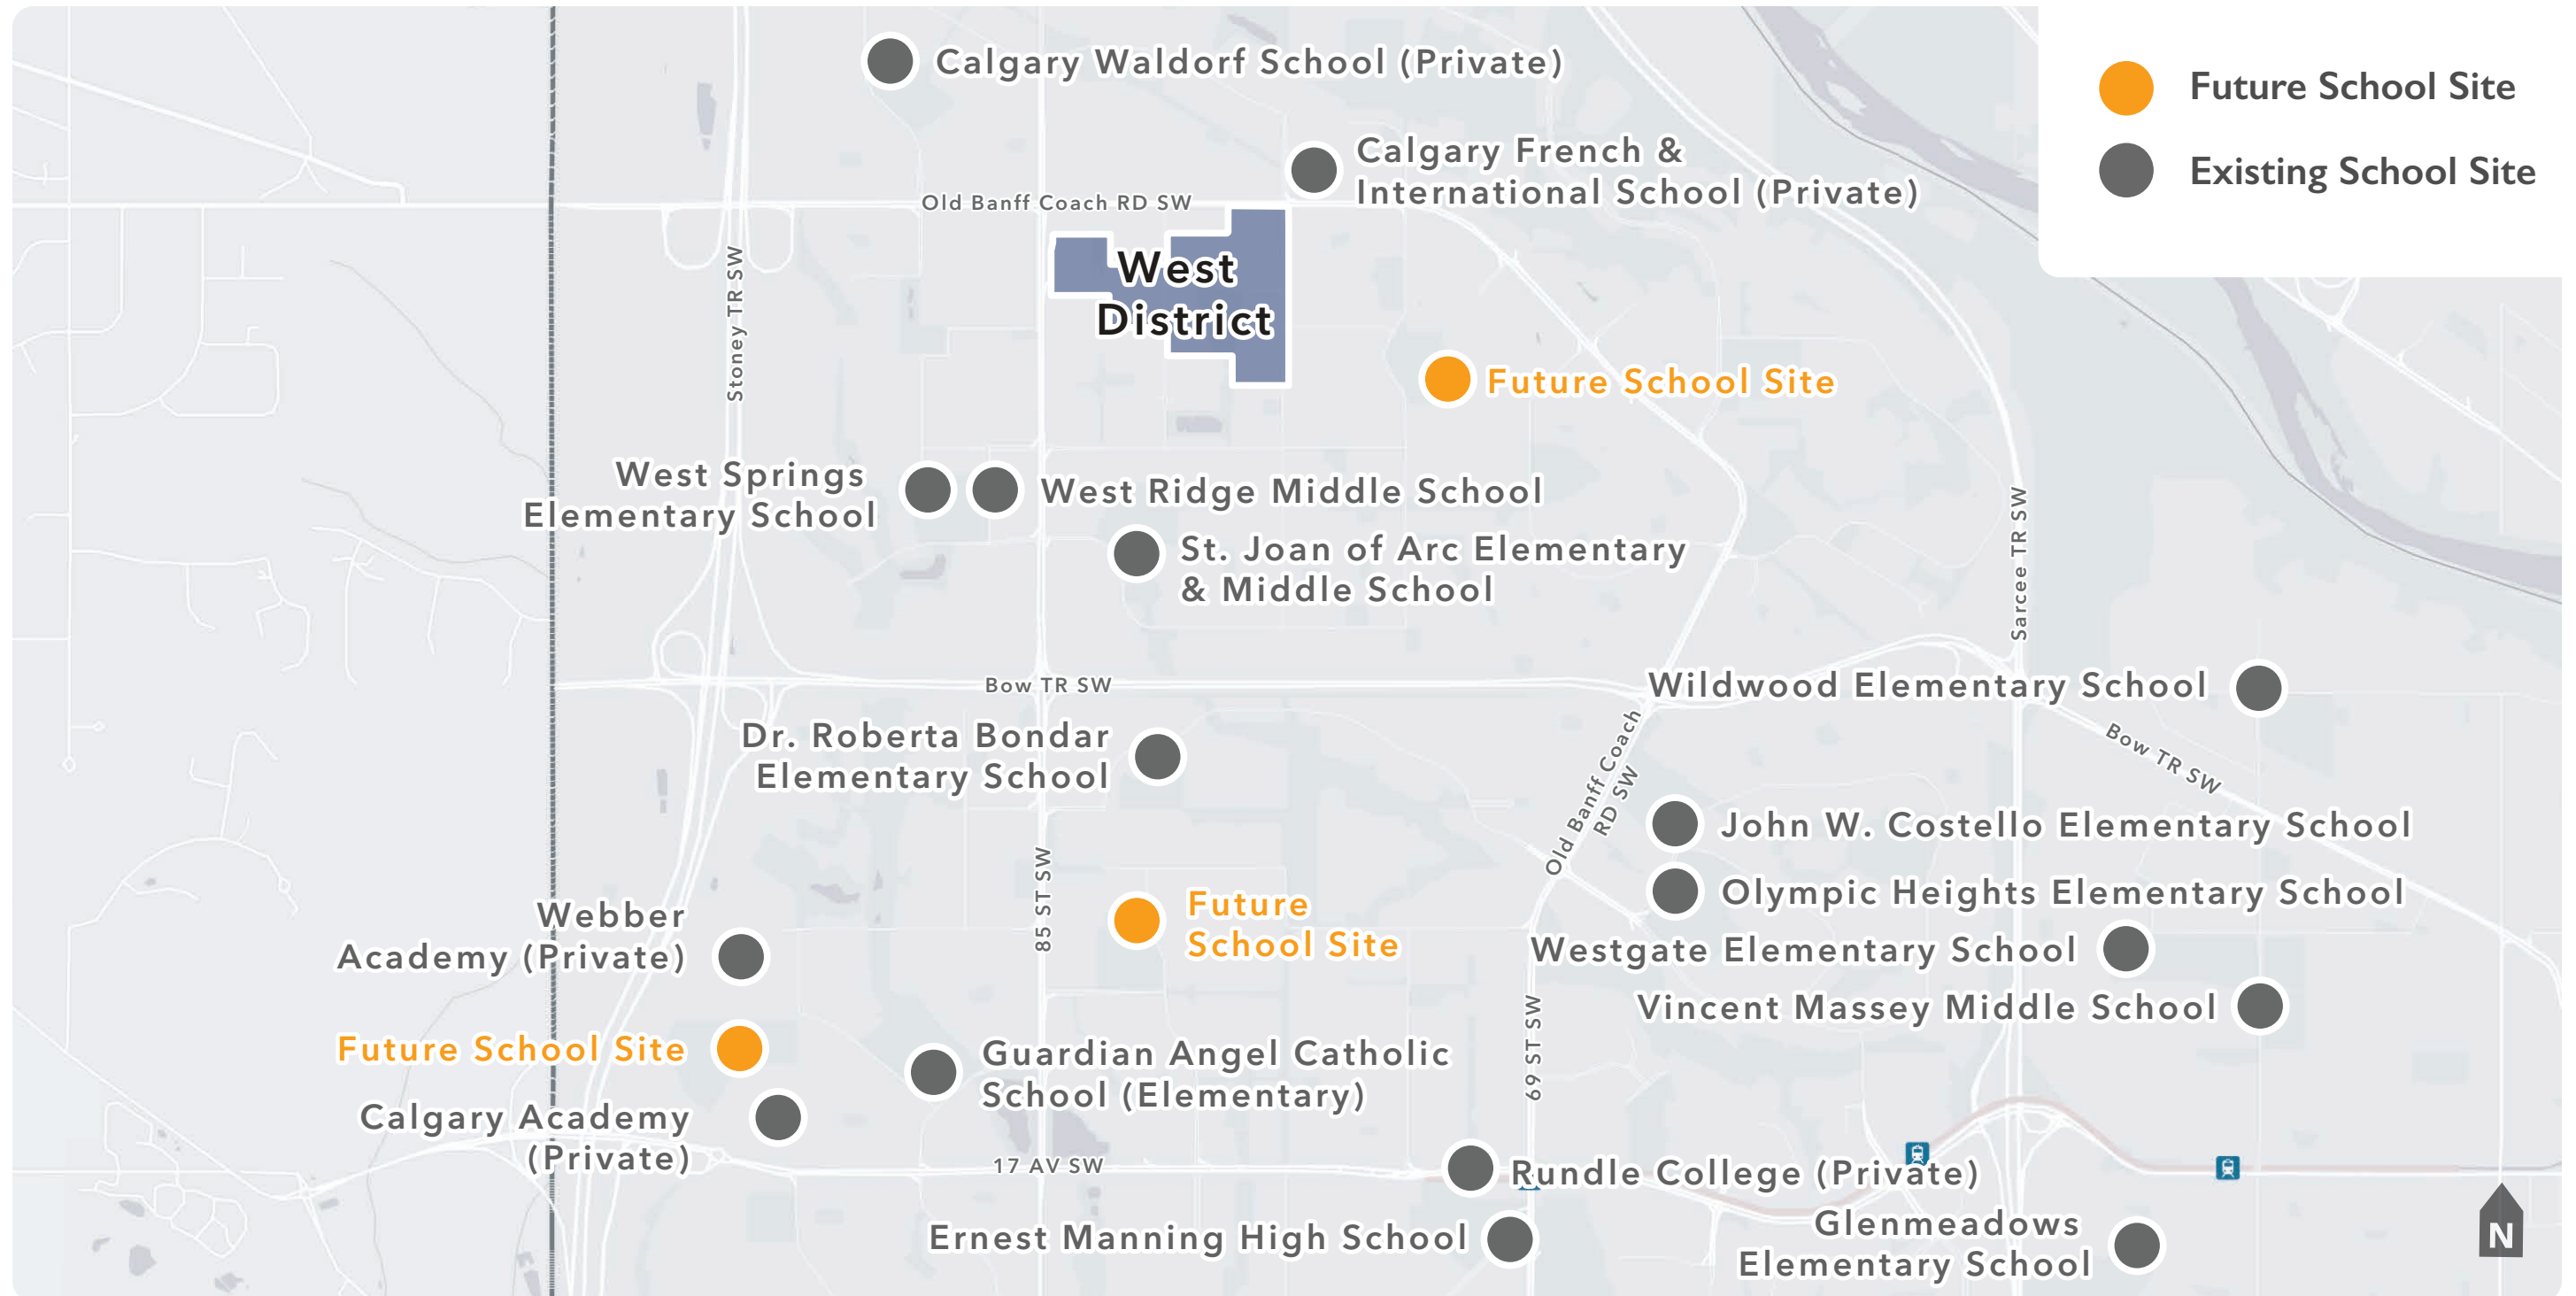 Calgary Waldorf School (Private)
Future School Site
Existing School Site
Calgary French &
International School (Private)
Old Banff Coach RD SW
West
District
Stoney TR SW
Future School Site
West Springs
Elementary School
West Ridge Middle School
St. Joan of Arc Elementary
& Middle School
Sarcee TR SW
Bow TR SW
Wildwood Elementary School
Bow TR SW
Dr. Roberta Bondar
Elementary School
Old Banff Coach
RD SW
John W. Costello Elementary School
Olympic Heights Elementary School
85 ST SW
Future
School Site
Westgate Elementary School
Webber
Academy (Private)
Vincent Massey Middle School
69 ST SW
Future School Site
Guardian Angel Catholic
School (Elementary)
Calgary Academy
(Private)
17 AV SW
Rundle College (Private)
Ernest Manning High School
Glenmeadows
Elementary School
N